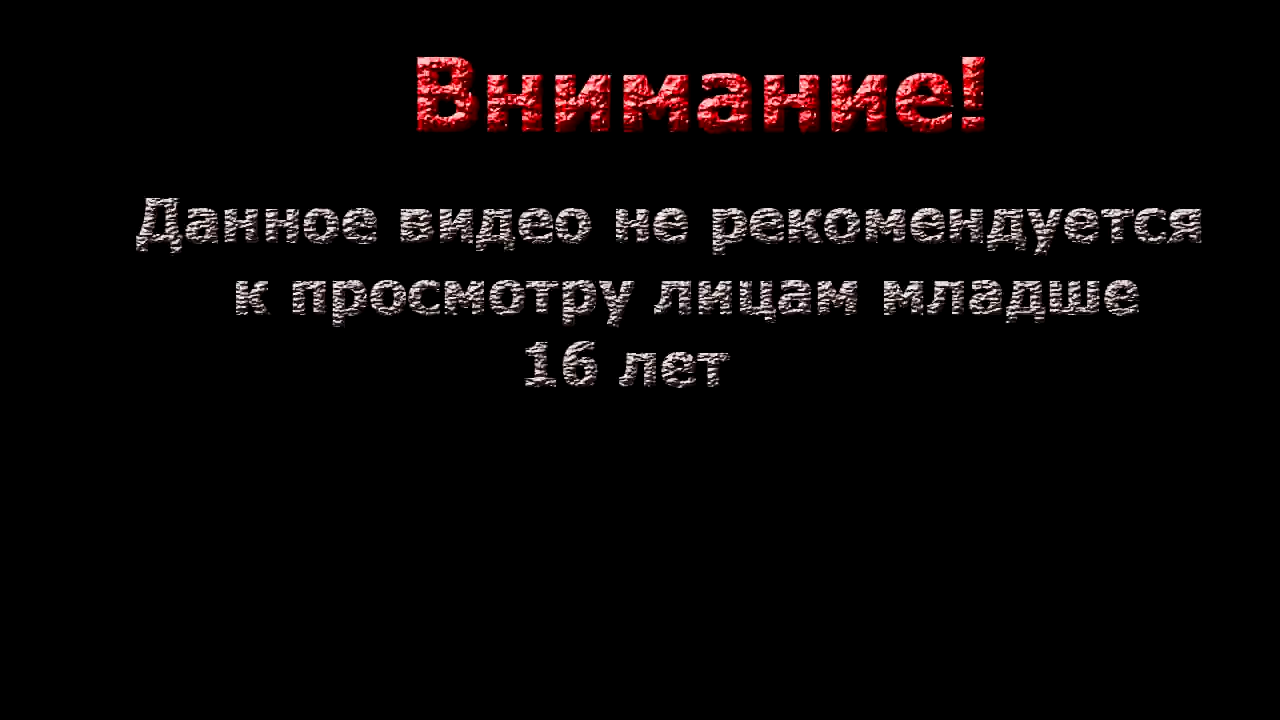 Внимание!
Данное видео не рекомендуется
к просмотру лицам младше
16 лет